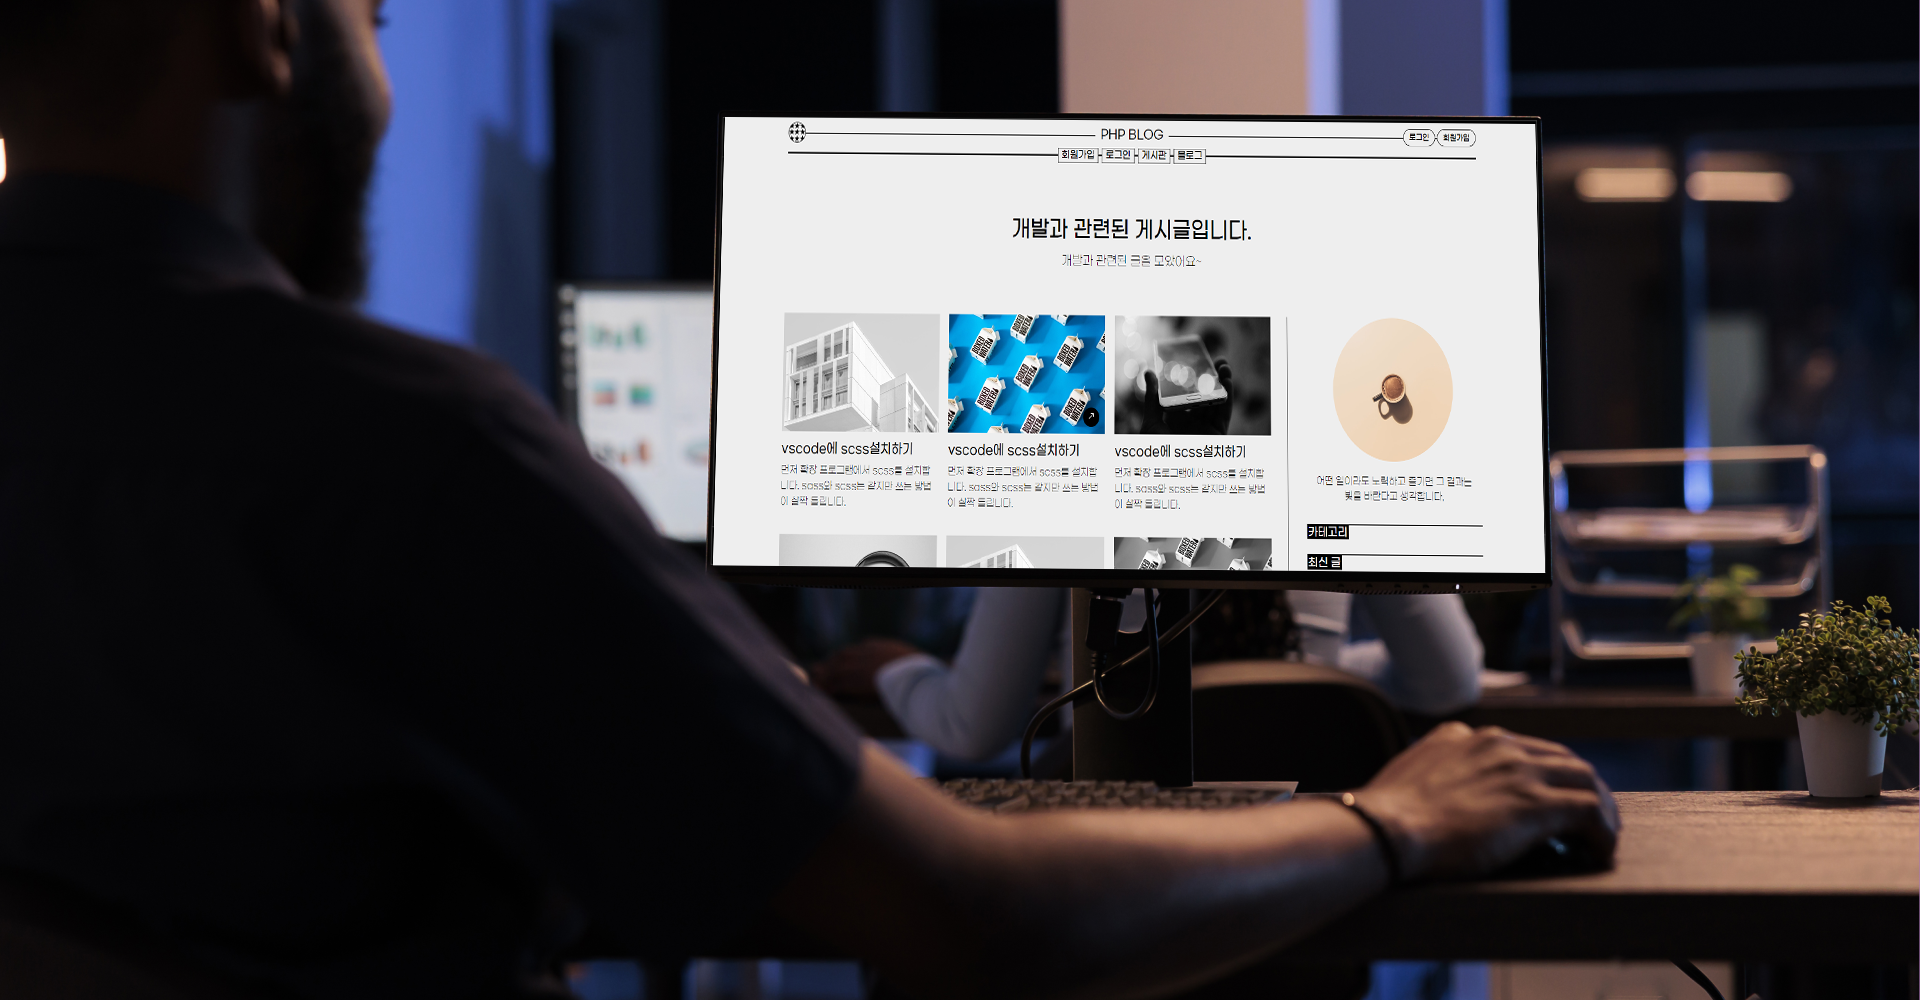 PHP BLOG
로그인 회원가입
회원가입 로그인 게시판 블로그
개발과 관련된 게시글입니다.
개발과 관련된 글을 모았어요~
BOXED WATER
vscode에 scss설치하기
먼저 확장 프로그램에서 scss를 설치합
니다. sass와 scss는 같지만 쓰는 방법
이 살짝 틀립니다.
vscode에 scss설치하기
먼저 확장 프로그램에서 scss를 설치합
니다. sass와 scss는 같지만 쓰는 방법
이 살짝 틀립니다.
vscode에 scss설치하기
먼저 확장 프로그램에서 scss를 설치합
니다. sass와 scss는 같지만 쓰는 방법
이 살짝 틀립니다.
어떤 일이라도 노력하고 즐기면 그 결과는
빛을 바란다고 생각합니다.
카테고리
최신 글